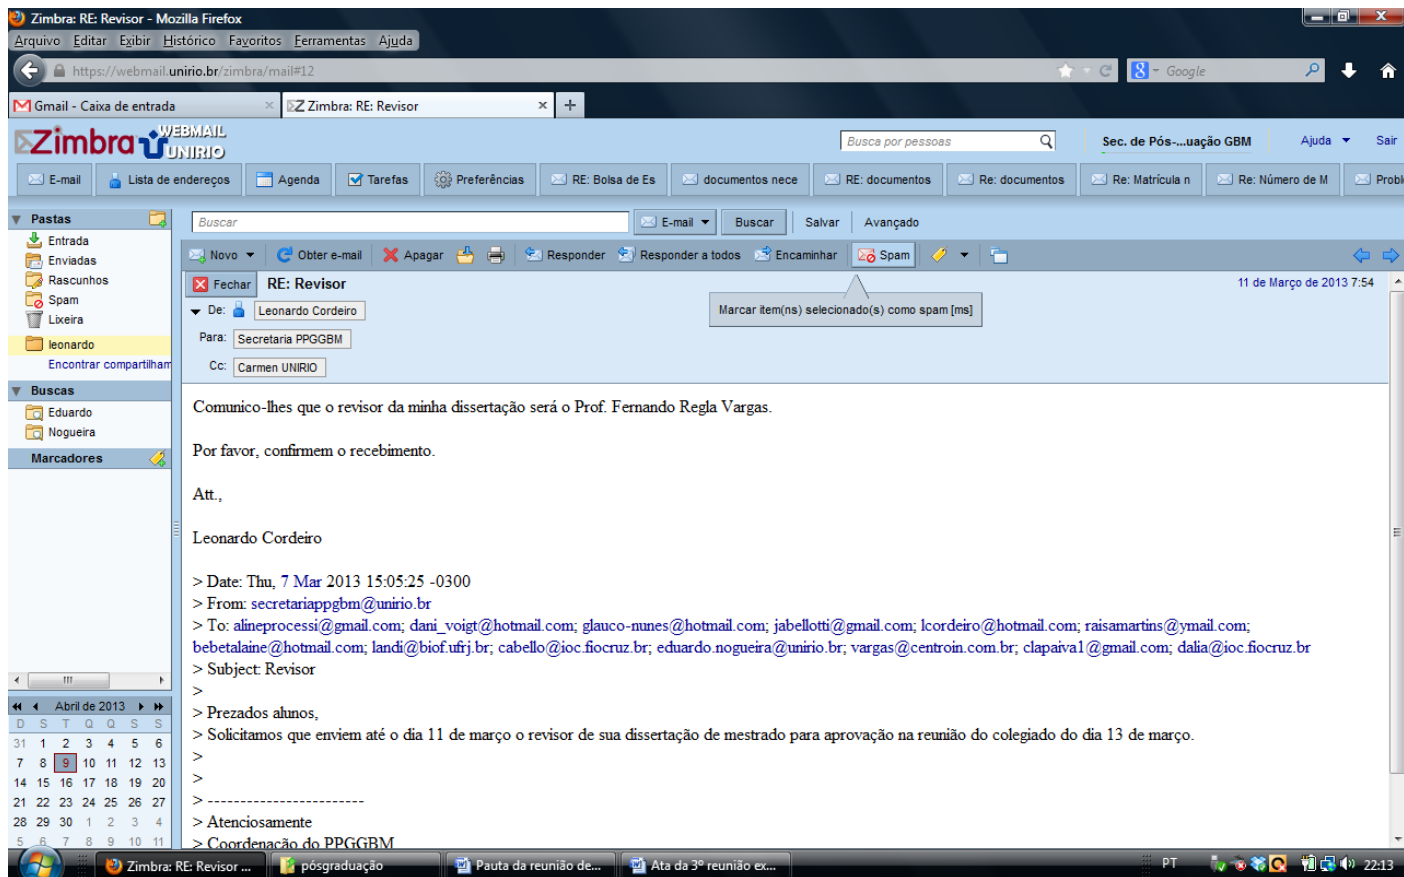 Zimbra: RE: Revisor - Mozilla Firefox
Arquivo Editar Exibir Histórico Favoritos Ferramentas Ajuda
https://webmail.unirio.br/zimbra/mail#12
Google
Gmail - Caixa de entrada
Zimbra: RE: Revisor
Zimbra WEBMAIL UNIRIO
Busca por pessoas
Sec. de Pós-...uação GBM
Ajuda
Sair
E-mail
Lista de endereços
Agenda
Tarefas
Preferências
RE: Bolsa de Es
documentos nece
RE: documentos
Re: documentos
Re: Matrícula n
Re: Número de M
Probl
Pastas
Entrada
Enviadas
Rascunhos
Spam
Lixeira
leonardo
Encontrar compartilham
Buscas
Eduardo
Nogueira
Marcadores
Abril de 2013
D S T Q Q S S
31 1 2 3 4 5 6
7 8 9 10 11 12 13
14 15 16 17 18 19 20
21 22 23 24 25 26 27
28 29 30 1 2 3 4
5 6 7 8 9 10 11
Buscar
E-mail
Buscar
Salvar
Avançado
Novo
Obter e-mail
Apagar
Responder
Responder a todos
Encaminhar
Spam
Fechar
RE: Revisor
11 de Março de 2013 7:54
Marcar item(ns) selecionado(s) como spam [ms]
De: Leonardo Cordeiro
Para: Secretaria PPGGBM
Cc: Carmen UNIRIO
Comunico-lhes que o revisor da minha dissertação será o Prof. Fernando Regla Vargas.
Por favor, confirmem o recebimento.
Att.,
Leonardo Cordeiro
> Date: Thu, 7 Mar 2013 15:05:25 -0300
> From: secretariappgbm@unirio.br
> To: alineprocessi@gmail.com; dani_voigt@hotmail.com; glauco-nunes@hotmail.com; jabellotti@gmail.com; lcordeiro@hotmail.com; raisamartins@ymail.com;
bebetalaine@hotmail.com; landi@biof.ufrj.br; cabello@ioc.fiocruz.br; eduardo.nogueira@unirio.br; vargas@centroin.com.br; clapaiva1@gmail.com; dalia@ioc.fiocruz.br
> Subject: Revisor
>
> Prezados alunos,
> Solicitamos que enviem até o dia 11 de março o revisor de sua dissertação de mestrado para aprovação na reunião do colegiado do dia 13 de março.
>
>
> ------------------------
> Atenciosamente
> Coordenação do PPGGBM
Zimbra: RE: Revisor ...
pósgraduação
Pauta da reunião de...
Ata da 3º reunião ex...
PT
22:13